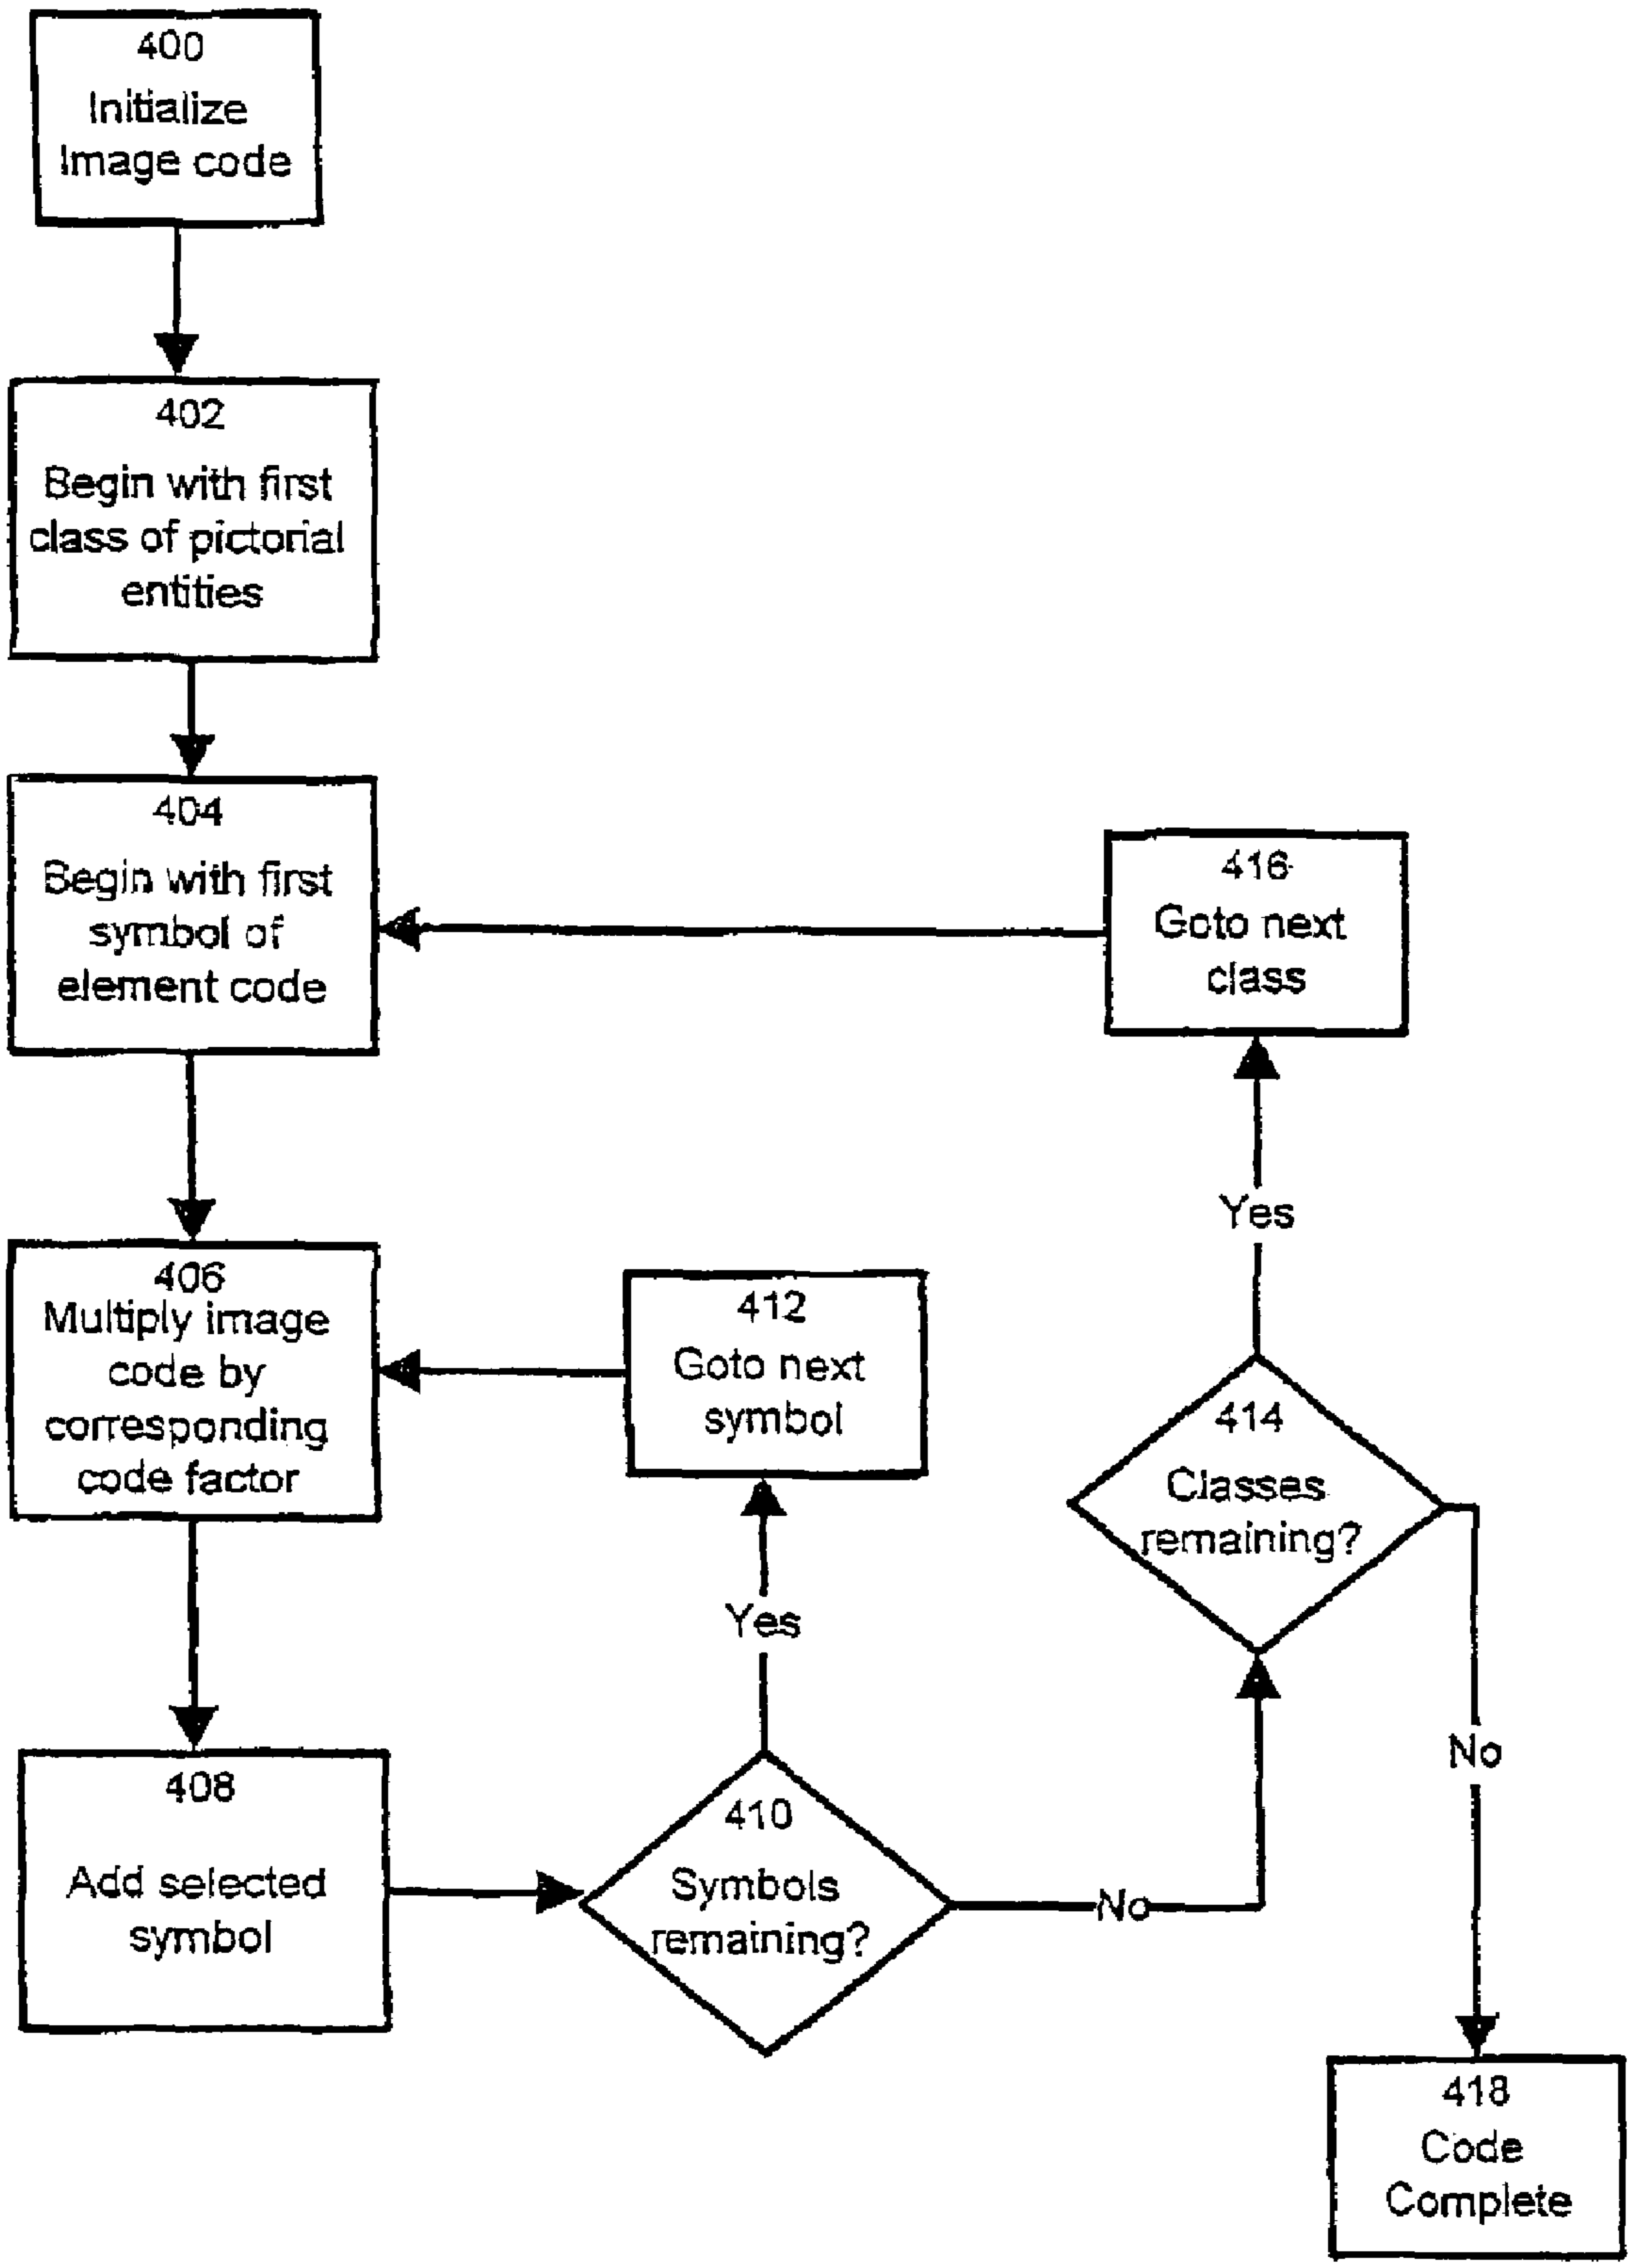 400
Initialize
Image code
402
Begin with first
class of pictorial
entities
404
Begin with first
symbol of
element code
416
Goto next
class
Yes
406
Multiply image
code by
corresponding
code factor
412
Goto next
symbol
414
Classes
remaining?
Yes
No
408
Add selected
symbol
410
Symbols
remaining?
No
418
Code
Complete